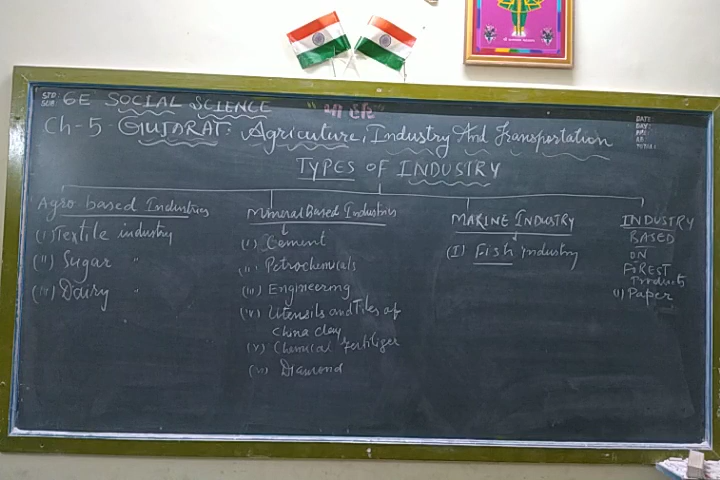 STD:
SUB:
6E SOCIAL SCIENCE
DATE
DAY:
Ch-5- GUJARAT: Agriculture, Industry And Transportation
TYPES OF INDUSTRY
Agro based Industries
(i) Textile industry
(ii) Sugar "
(iv) Dairy "
Mineral Based Industries
(i) Cement
(ii) Petrochemicals
(iii) Engineering
(iv) Utensils and Tiles of
China clay
(v) Chemical fertilizer
(vi) Diamond
MARINE INDUSTRY
(I) Fish industry
INDUSTRY
BASED
ON
FOREST
Products
(i) Paper